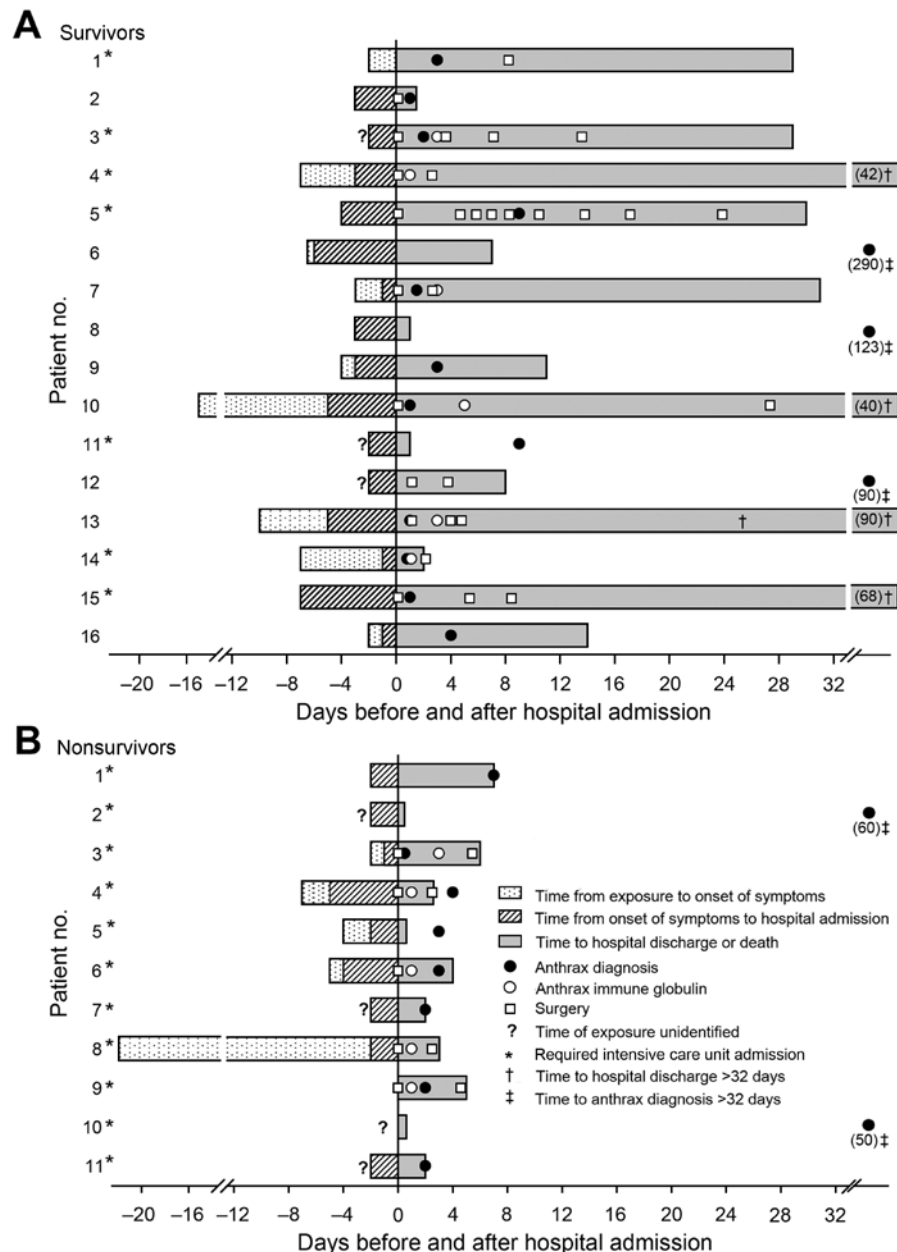 A Survivors
1*
2
3* ?
4* (42)†
5*
6
(290)‡
7
8
(123)‡
9
10 (40)†
11* ?
12 ?
(90)‡
13 † (90)†
14*
15* (68)†
16
Patient no.
–20 –16 –12 –8 –4 0 4 8 12 16 20 24 28 32
Days before and after hospital admission
B Nonsurvivors
1*
2* ?
(60)‡
3*
4*
5*
6*
7* ?
8*
9*
10* ?
(50)‡
11* ?
Patient no.
Time from exposure to onset of symptoms
Time from onset of symptoms to hospital admission
Time to hospital discharge or death
Anthrax diagnosis
Anthrax immune globulin
Surgery
? Time of exposure unidentified
* Required intensive care unit admission
† Time to hospital discharge >32 days
‡ Time to anthrax diagnosis >32 days
–20 –16 –12 –8 –4 0 4 8 12 16 20 24 28 32
Days before and after hospital admission